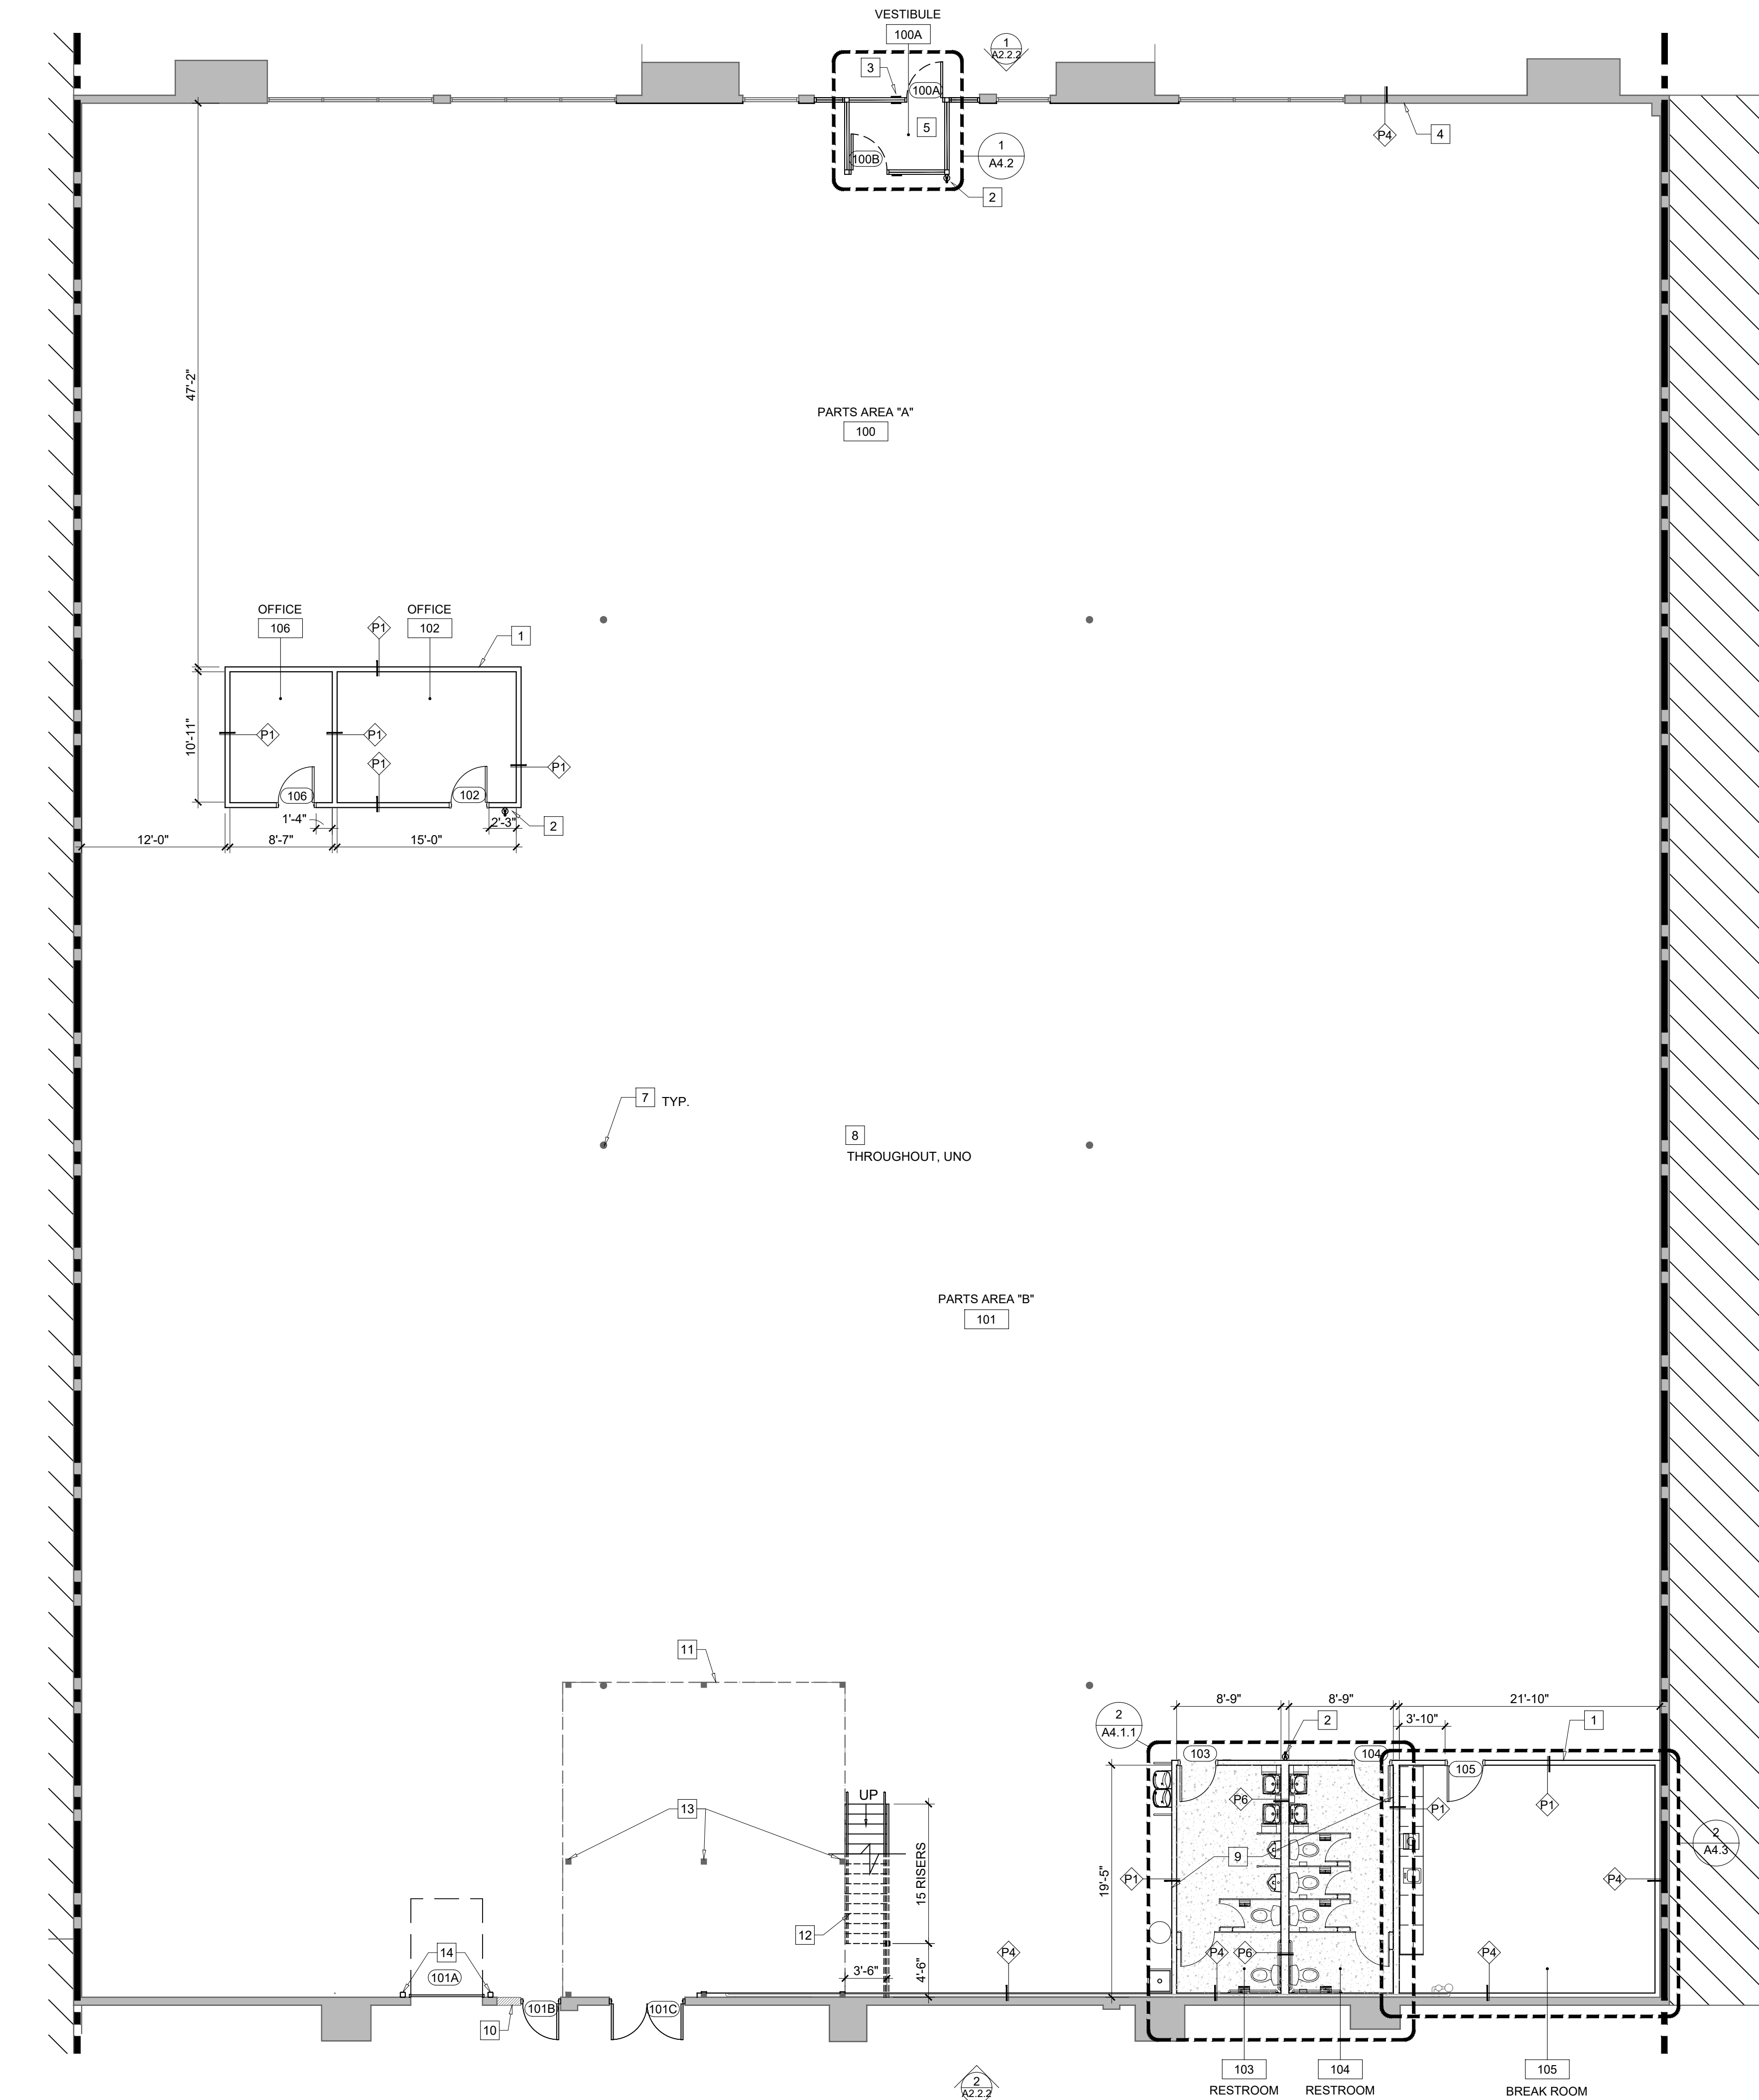 VESTIBULE
100A
1
A2.2.2
3
100A
5
4
P4
100B
1
A4.2
2
47'-2"
PARTS AREA "A"
100
OFFICE
106
OFFICE
102
P1
1
10'-11"
P1
P1
P1
P1
106
102
1'-4"
2'-3"
2
12'-0"
8'-7"
15'-0"
7 TYP.
8
THROUGHOUT, UNO
PARTS AREA "B"
101
11
8'-9"
8'-9"
21'-10"
2
A4.1.1
2
3'-10"
1
103
104
105
UP
13
P6
P1
P1
2
A4.3
15 RISERS
9
19'-5"
P1
P4
12
14
P4
P4
P6
P4
101A
3'-6"
4'-6"
101B
101C
10
103
RESTROOM
104
RESTROOM
105
BREAK ROOM
2
A2.2.2